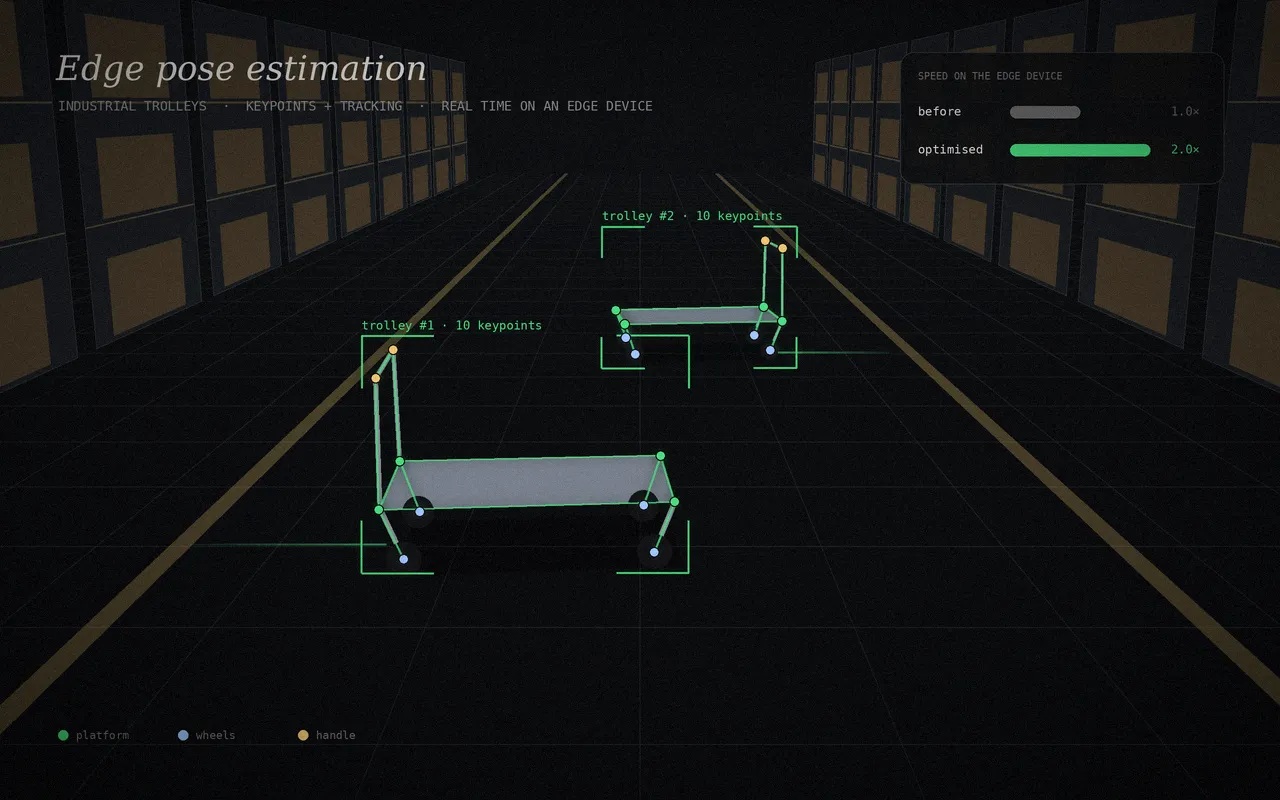 Edge pose estimation
INDUSTRIAL TROLLEYS · KEYPOINTS + TRACKING · REAL TIME ON AN EDGE DEVICE
SPEED ON THE EDGE DEVICE
before 1.0×
optimised 2.0×
trolley #2 · 10 keypoints
trolley #1 · 10 keypoints
platform wheels handle